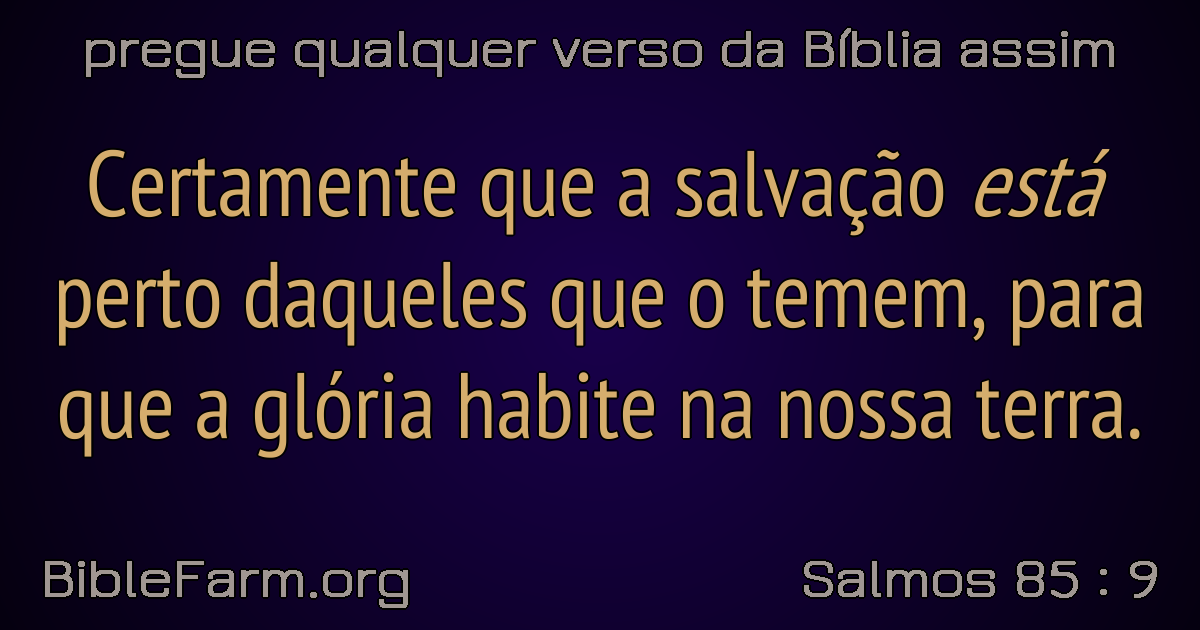 pregue qualquer verso da Bíblia assim
Certamente que a salvação está
perto daqueles que o temem, para
que a glória habite na nossa terra.
BibleFarm.org
Salmos 85 : 9